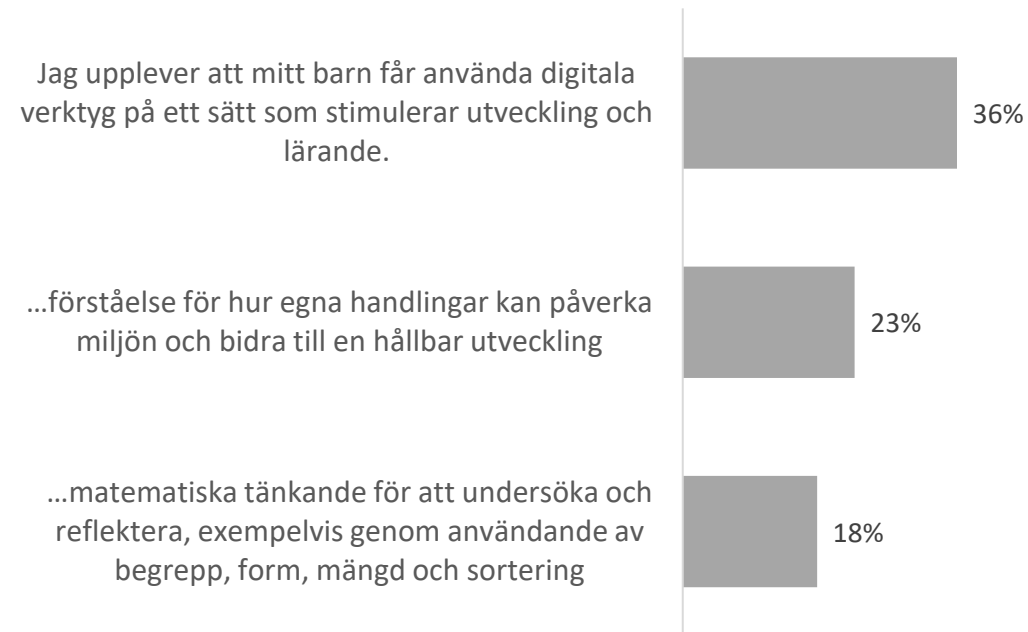 Jag upplever att mitt barn får använda digitala
verktyg på ett sätt som stimulerar utveckling och
lärande.
36%
…förståelse för hur egna handlingar kan påverka
miljön och bidra till en hållbar utveckling
23%
…matematiska tänkande för att undersöka och
reflektera, exempelvis genom användande av
begrepp, form, mängd och sortering
18%